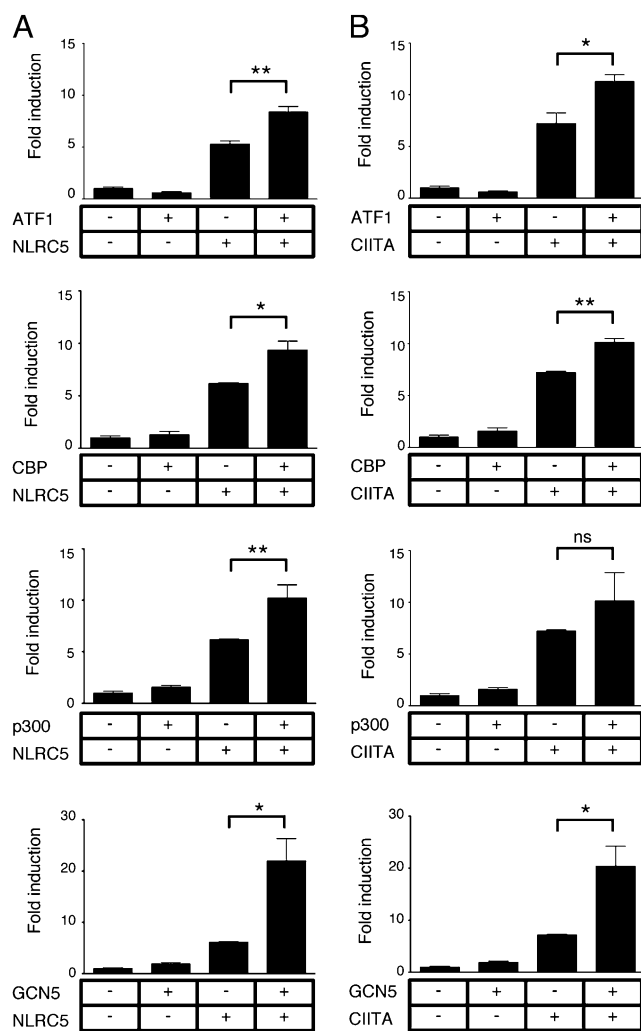 A
15
**
10
Fold induction
5
0
ATF1 - + - +
NLRC5 - - + +
15
*
10
Fold induction
5
0
CBP - + - +
NLRC5 - - + +
15
**
10
Fold induction
5
0
p300 - + - +
NLRC5 - - + +
30
*
20
Fold induction
10
0
GCN5 - + - +
NLRC5 - - + +
B
15
*
10
Fold induction
5
0
ATF1 - + - +
CIITA - - + +
15
**
10
Fold induction
5
0
CBP - + - +
CIITA - - + +
15
ns
10
Fold induction
5
0
p300 - + - +
CIITA - - + +
30
*
20
Fold induction
10
0
GCN5 - + - +
CIITA - - + +